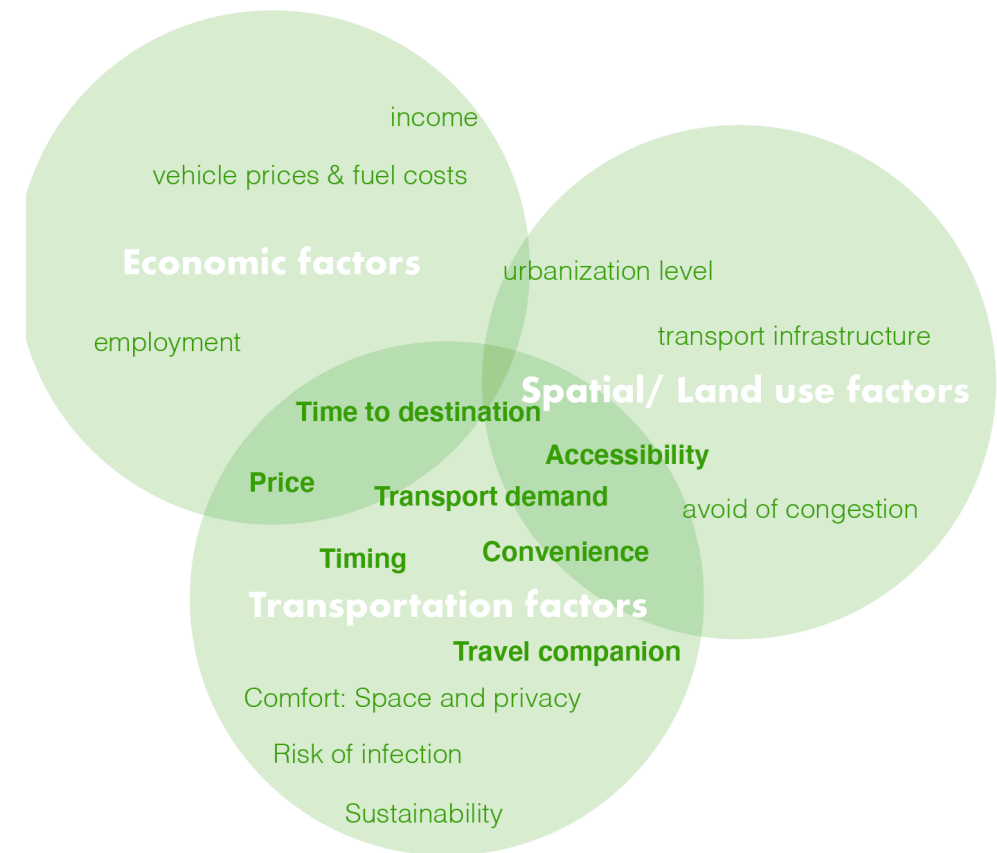 income
vehicle prices & fuel costs
Economic factors
urbanization level
transport infrastructure
employment
Spatial/ Land use factors
Time to destination
Accessibility
Price
Transport demand
avoid of congestion
Timing
Convenience
Transportation factors
Travel companion
Comfort: Space and privacy
Risk of infection
Sustainability